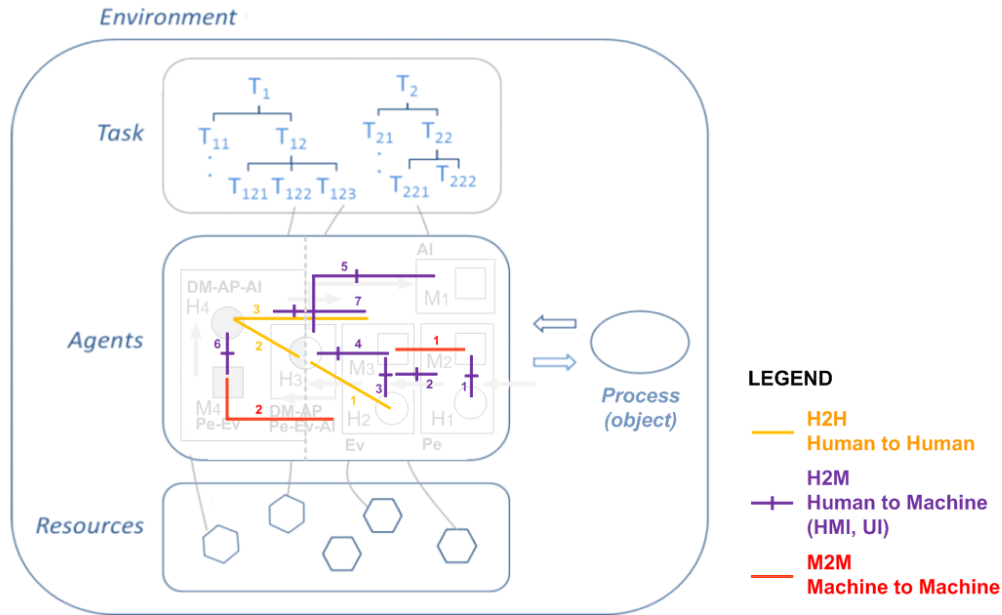 Environment
Task
T1
T2
T11
T12
T21
T22
T121
T122
T123
T221
T222
Agents
AI
5
M1
DM-AP-AI
H4
3
7
2
6
4
1
M3
M2
3
2
1
H3
1
H2
H1
M4
Pe-Ev
2
DM-AP
Pe-Ev-AI
Ev
Pe
Process
(object)
Resources
LEGEND
H2H
Human to Human
H2M
Human to Machine
(HMI, UI)
M2M
Machine to Machine